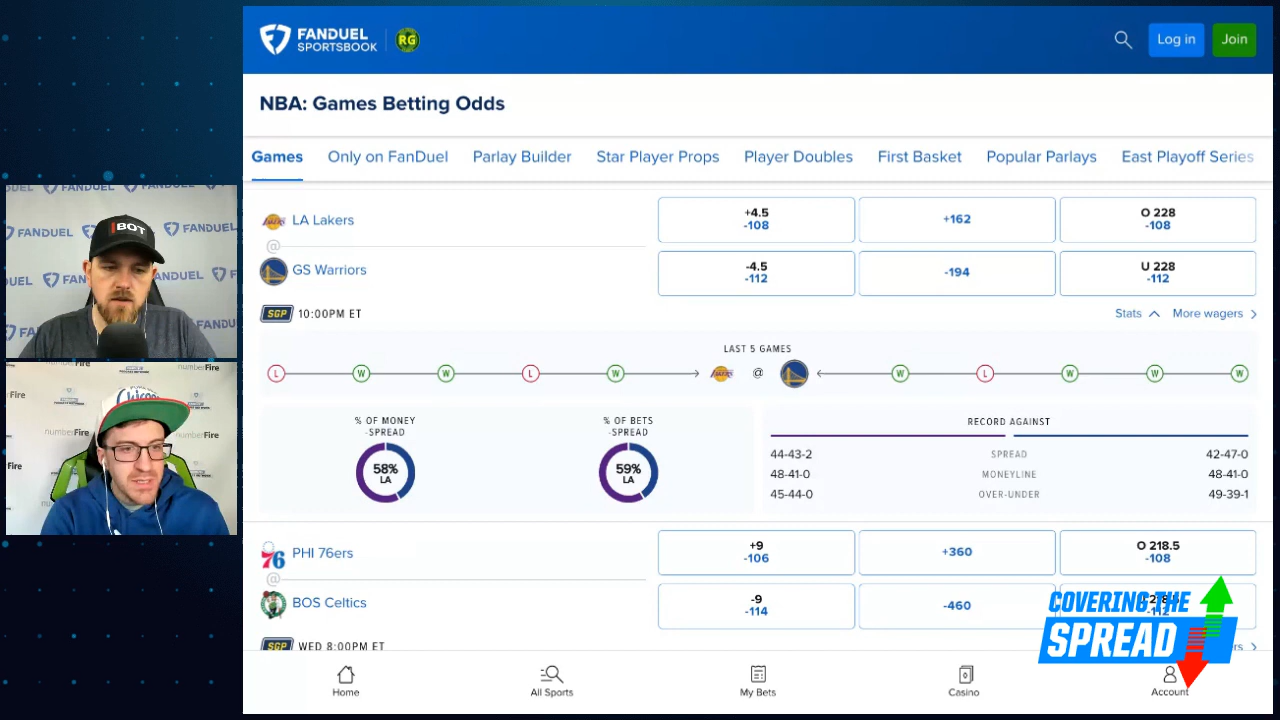 FANDUEL
SPORTSBOOK
RG
Log in
Join
NBA: Games Betting Odds
Games
Only on FanDuel
Parlay Builder
Star Player Props
Player Doubles
First Basket
Popular Parlays
East Playoff Series
LA Lakers
+4.5
-108
+162
O 228
-108
@
GS Warriors
-4.5
-112
-194
U 228
-112
SGP 10:00PM ET
Stats
More wagers
LAST 5 GAMES
L W W L W @ W L W W W
% OF MONEY
-SPREAD
58%
LA
% OF BETS
-SPREAD
59%
LA
RECORD AGAINST
44-43-2 SPREAD 42-47-0
48-41-0 MONEYLINE 48-41-0
45-44-0 OVER-UNDER 49-39-1
PHI 76ers
+9
-106
+360
O 218.5
-108
@
BOS Celtics
-9
-114
-460
SGP WED 8:00PM ET
Home
All Sports
My Bets
Casino
Account
COVERING THE
SPREAD
BOT
FANDUEL
FANDUEL
numberFire
numberFire
numberFire
Chicago